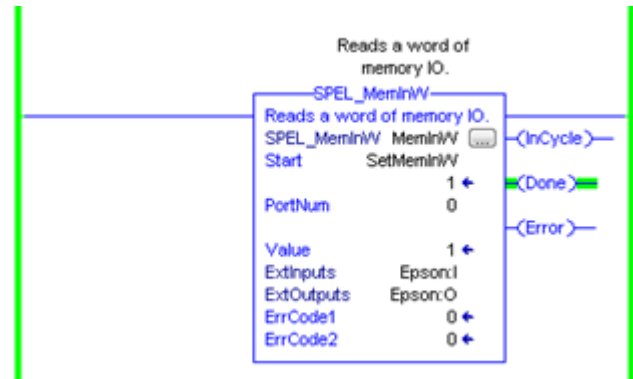 Reads a word of
memory IO.
SPEL_MemInW
Reads a word of memory IO.
SPEL_MemInW MemInW ... (InCycle)
Start SetMemInW
1 (Done)
PortNum 0
(Error)
Value 1
ExtInputs Epson:I
ExtOutputs Epson:O
ErrCode1 0
ErrCode2 0